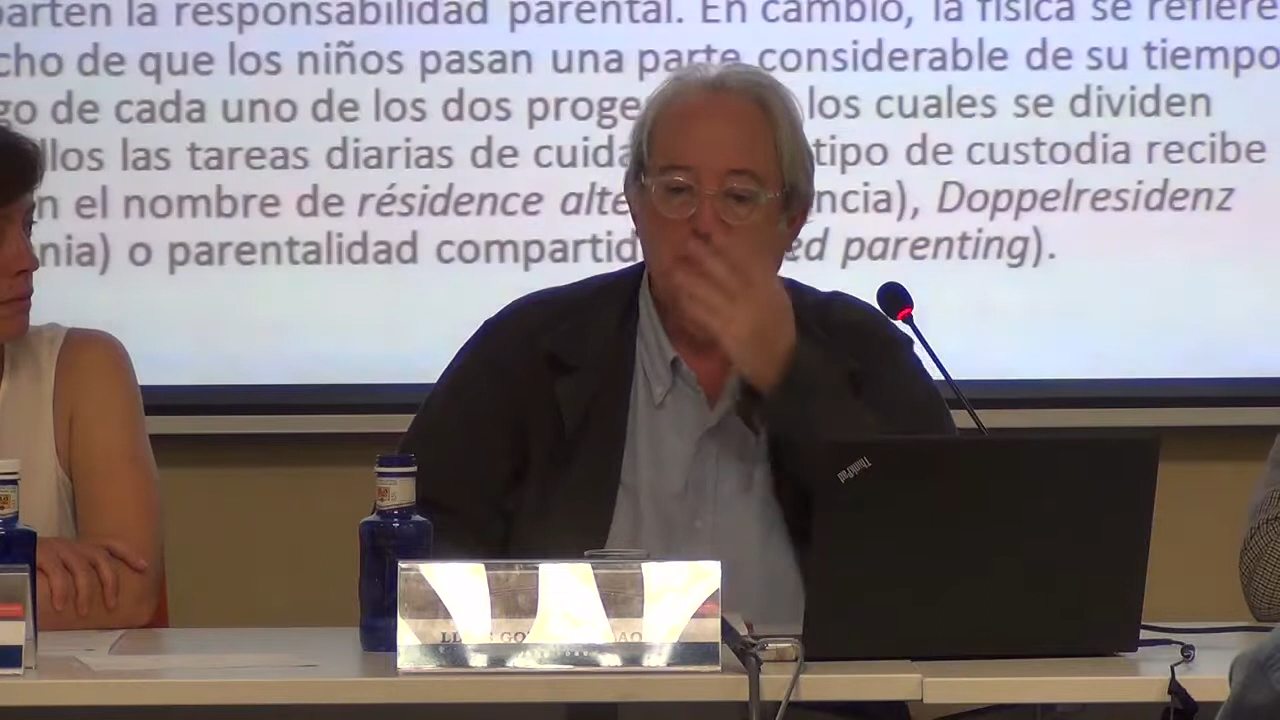 parten la responsabilidad parental. En cambio, la física se refiere
cho de que los niños pasan una parte considerable de su tiempo
go de cada uno de los dos proge los cuales se dividen
llos las tareas diarias de cuida tipo de custodia recibe
n el nombre de résidence alte ncia), Doppelresidenz
nia) o parentalidad compartid ed parenting).
ThinkPad